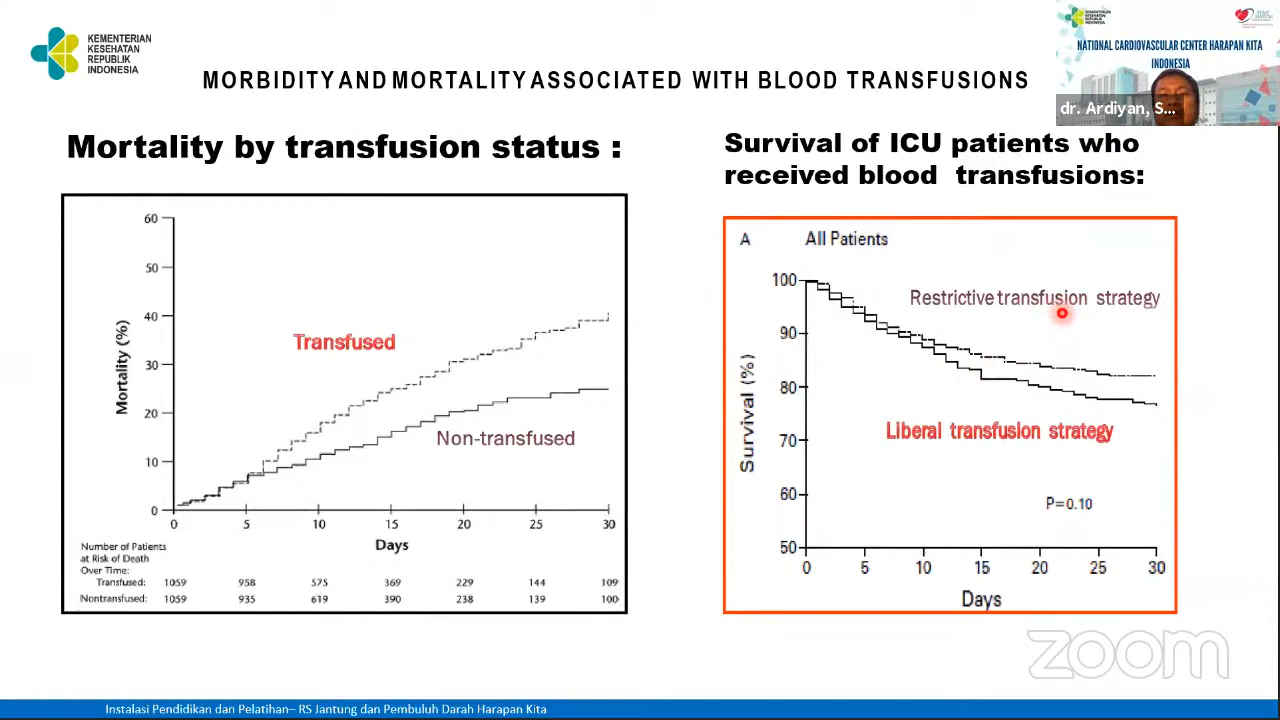 KEMENTERIAN
KESEHATAN
REPUBLIK
INDONESIA
MORBIDITY AND MORTALITY ASSOCIATED WITH BLOOD TRANSFUSIONS
KEMENTERIAN
KESEHATAN
REPUBLIK
INDONESIA
NATIONAL CARDIOVASCULAR CENTER HARAPAN KITA
INDONESIA
dr. Ardiyan, S...
Mortality by transfusion status :
60
50
40
30
20
10
0
Mortality (%)
Transfused
Non-transfused
0 5 10 15 20 25 30
Days
Number of Patients
at Risk of Death
Over Time:
Transfused: 1059 958 575 369 229 144 109
Nontransfused: 1059 935 619 390 238 139 100
Survival of ICU patients who
received blood transfusions:
A All Patients
100
90
80
70
60
50
Survival (%)
Restrictive transfusion strategy
Liberal transfusion strategy
P=0.10
0 5 10 15 20 25 30
Days
zoom
Instalasi Pendidikan dan Pelatihan– RS Jantung dan Pembuluh Darah Harapan Kita